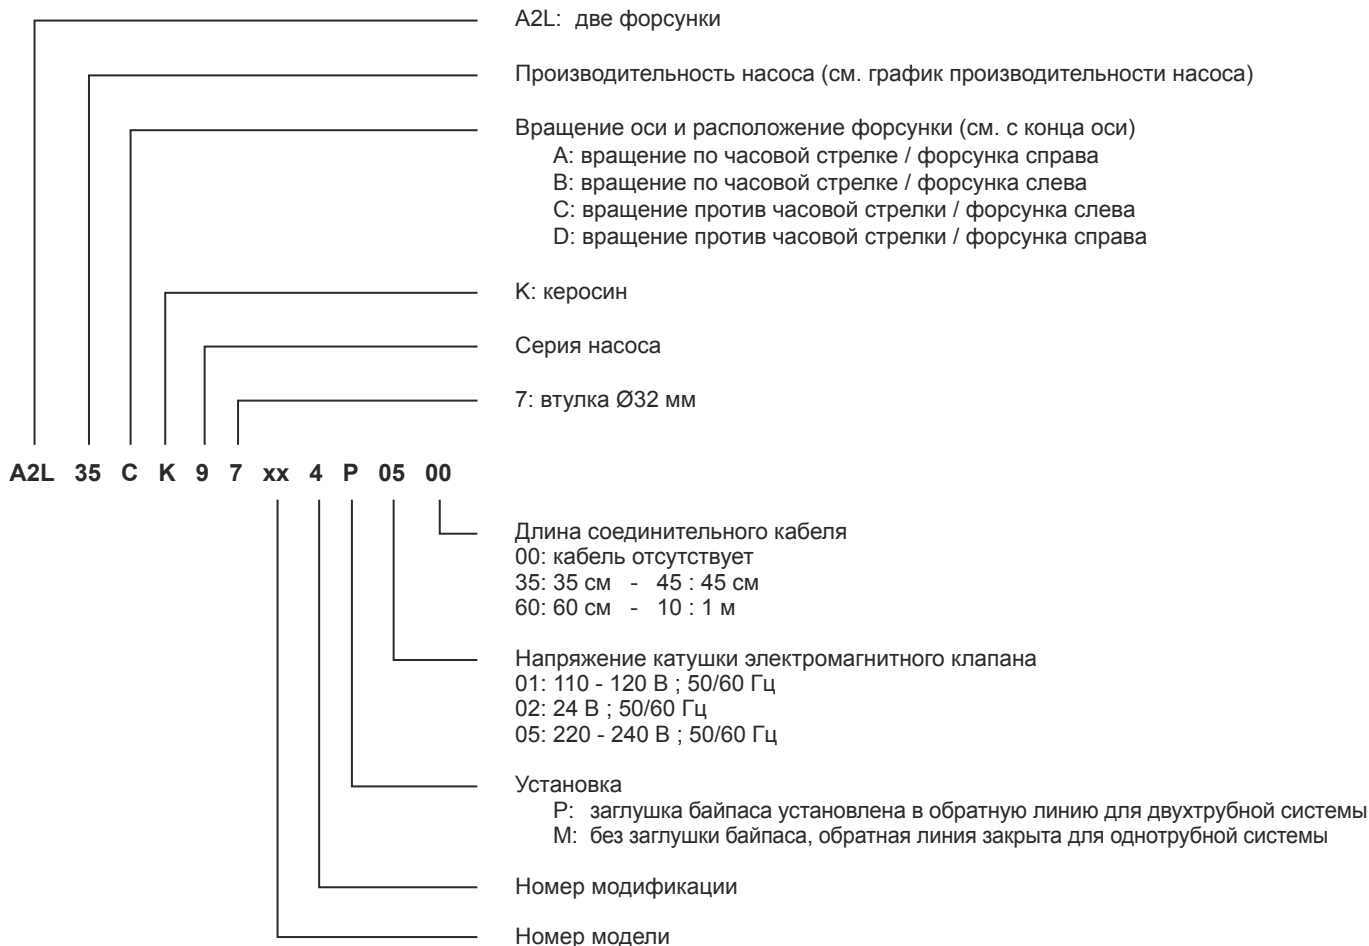 A2L: две форсунки
Производительность насоса (см. график производительности насоса)
Вращение оси и расположение форсунки (см. с конца оси)
A: вращение по часовой стрелке / форсунка справа
B: вращение по часовой стрелке / форсунка слева
C: вращение против часовой стрелки / форсунка слева
D: вращение против часовой стрелки / форсунка справа
K: керосин
Серия насоса
7: втулка Ø32 мм
A2L 35 C K 9 7 xx 4 P 05 00
Длина соединительного кабеля
00: кабель отсутствует
35: 35 см - 45 : 45 см
60: 60 см - 10 : 1 м
Напряжение катушки электромагнитного клапана
01: 110 - 120 В ; 50/60 Гц
02: 24 В ; 50/60 Гц
05: 220 - 240 В ; 50/60 Гц
Установка
P: заглушка байпаса установлена в обратную линию для двухтрубной системы
M: без заглушки байпаса, обратная линия закрыта для однотрубной системы
Номер модификации
Номер модели